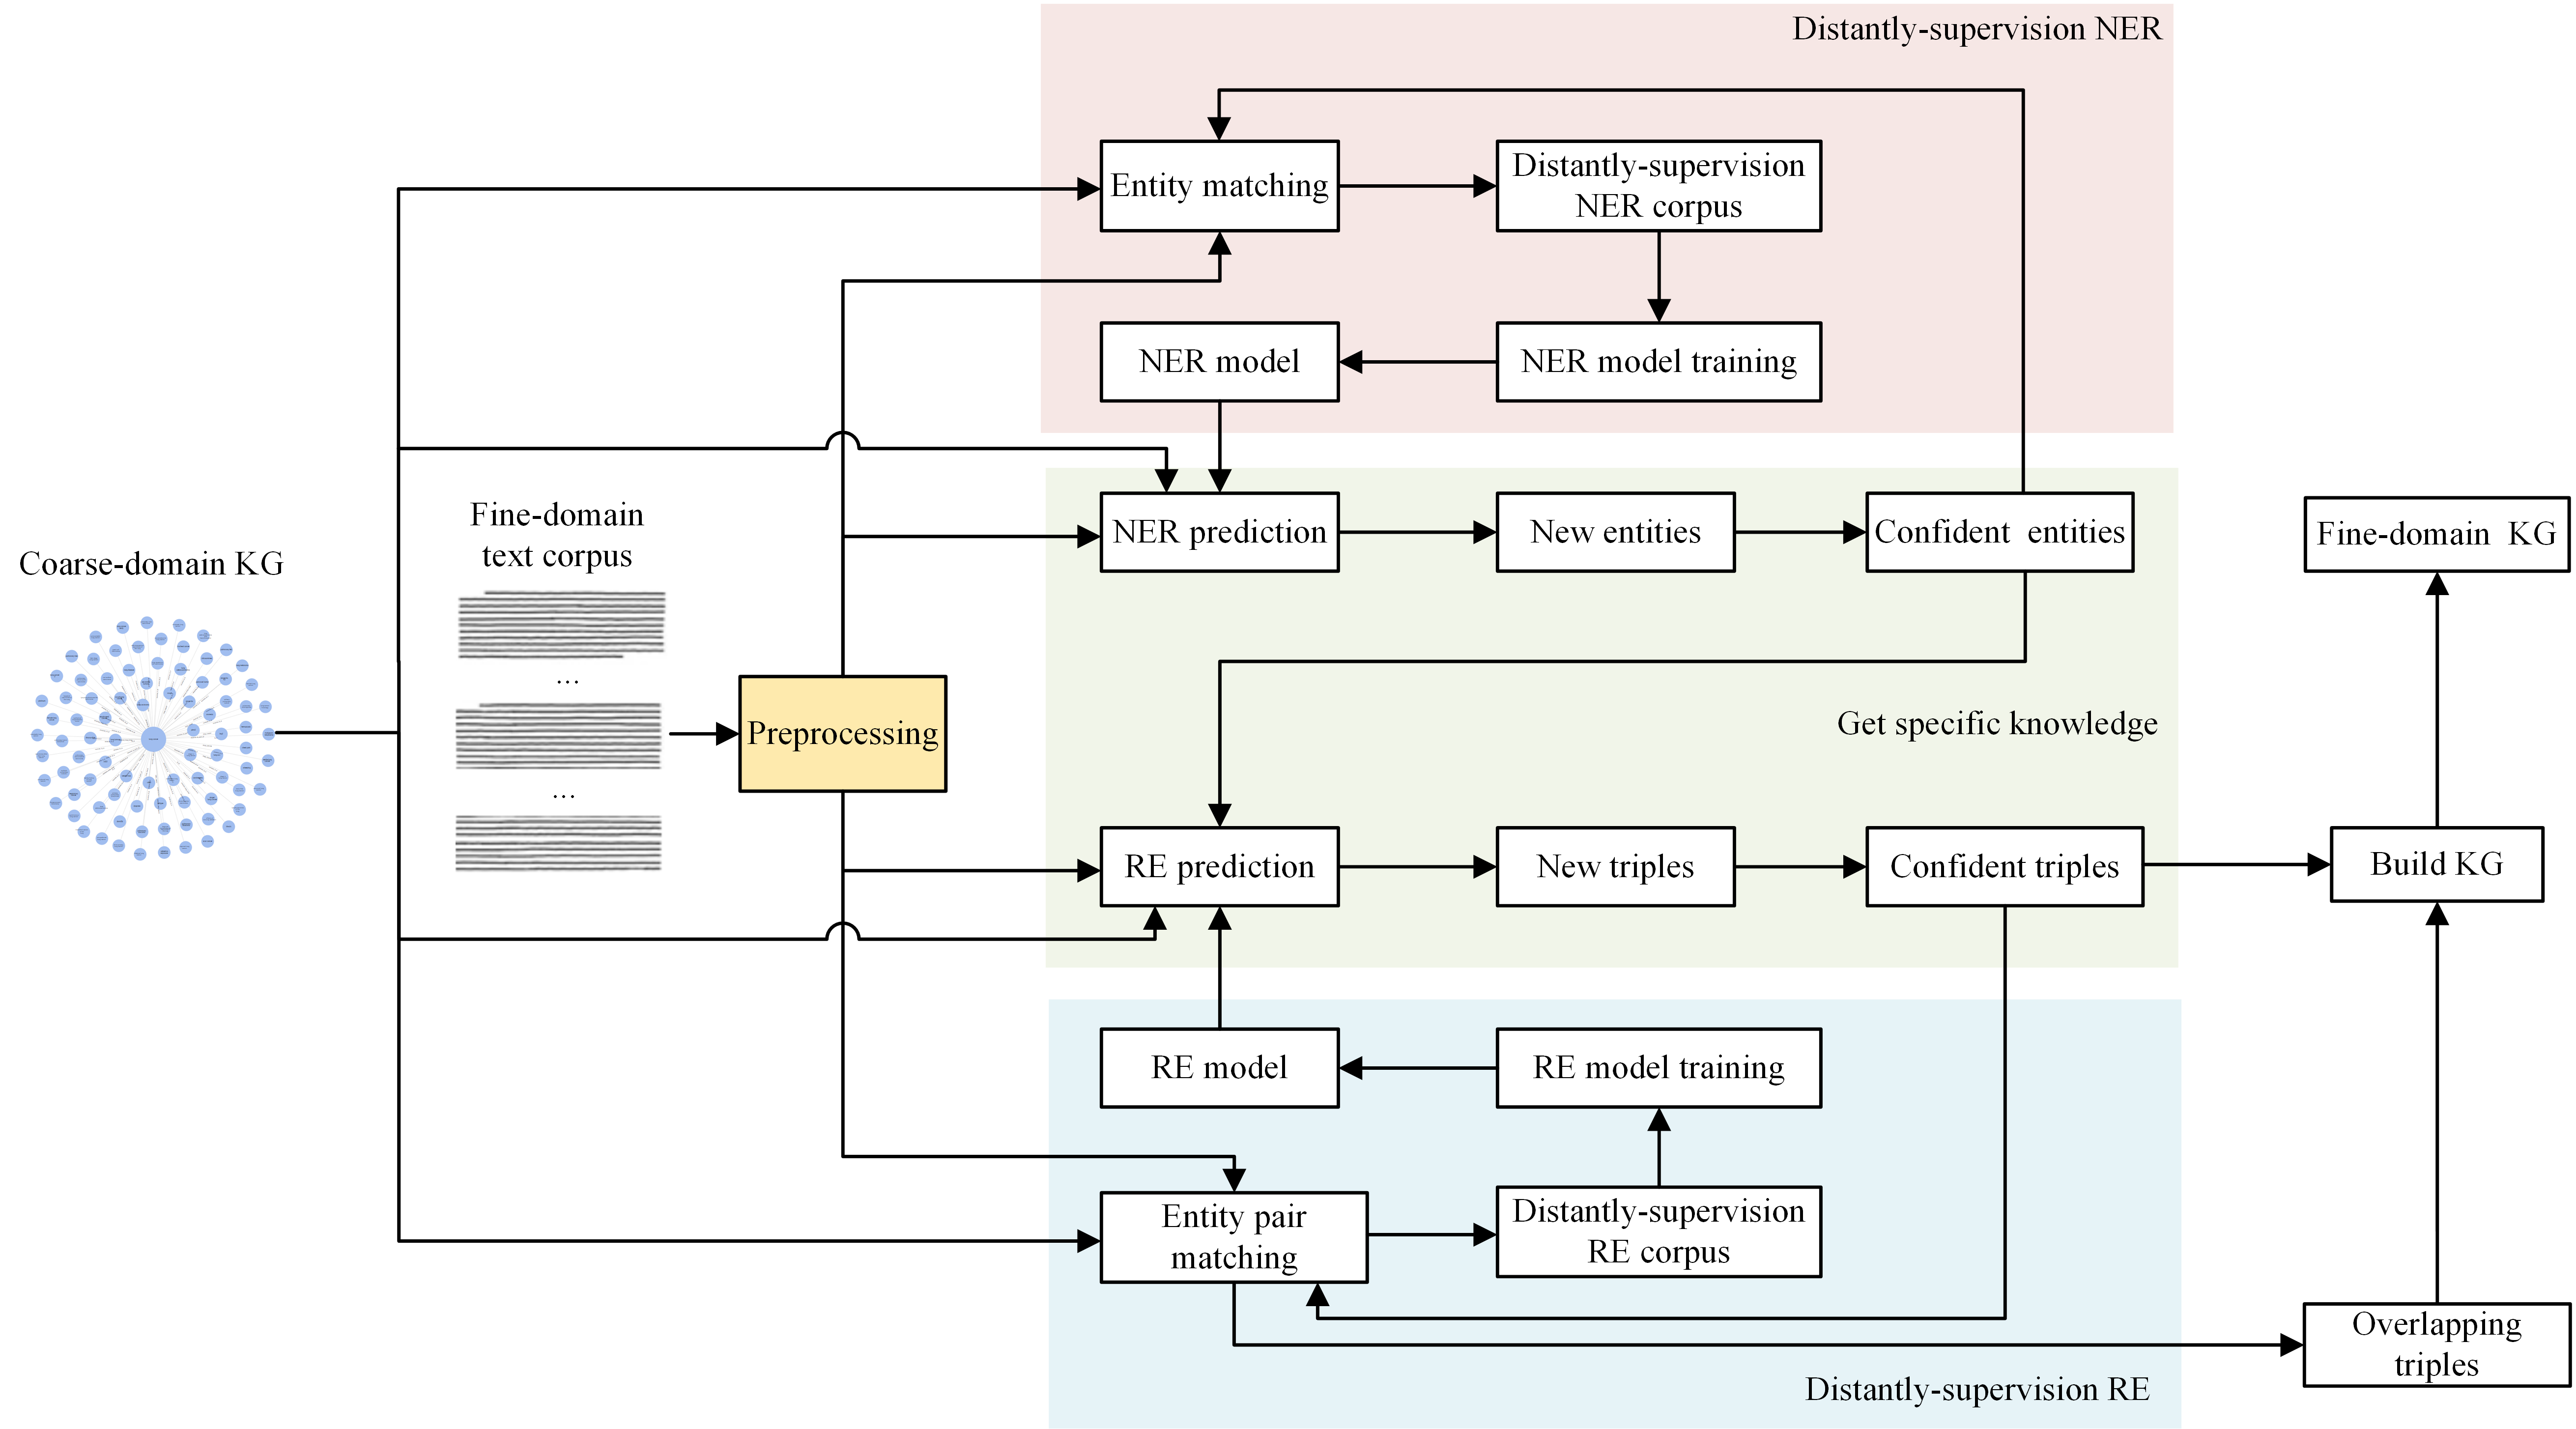 Distantly-supervision NER
Entity matching
Distantly-supervision
NER corpus
NER model
NER model training
Coarse-domain KG
Fine-domain
text corpus
...
...
Preprocessing
NER prediction
New entities
Confident entities
Fine-domain KG
Get specific knowledge
RE prediction
New triples
Confident triples
Build KG
RE model
RE model training
Entity pair
matching
Distantly-supervision
RE corpus
Overlapping
triples
Distantly-supervision RE